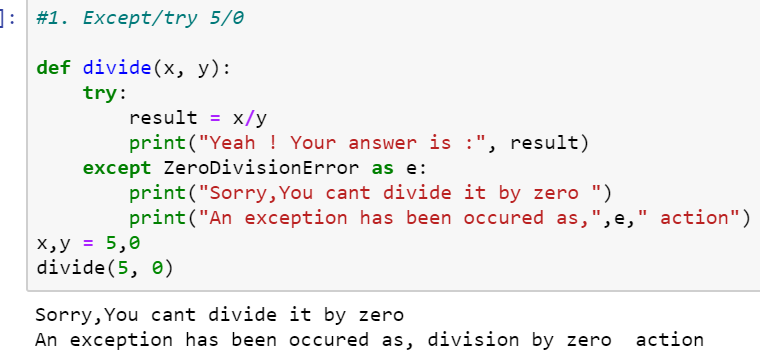 ]: #1. Except/try 5/0
def divide(x, y):
    try:
        result = x/y
        print("Yeah ! Your answer is :", result)
    except ZeroDivisionError as e:
        print("Sorry,You cant divide it by zero ")
        print("An exception has been occured as,",e," action")
x,y = 5,0
divide(5, 0)
Sorry,You cant divide it by zero
An exception has been occured as, division by zero  action